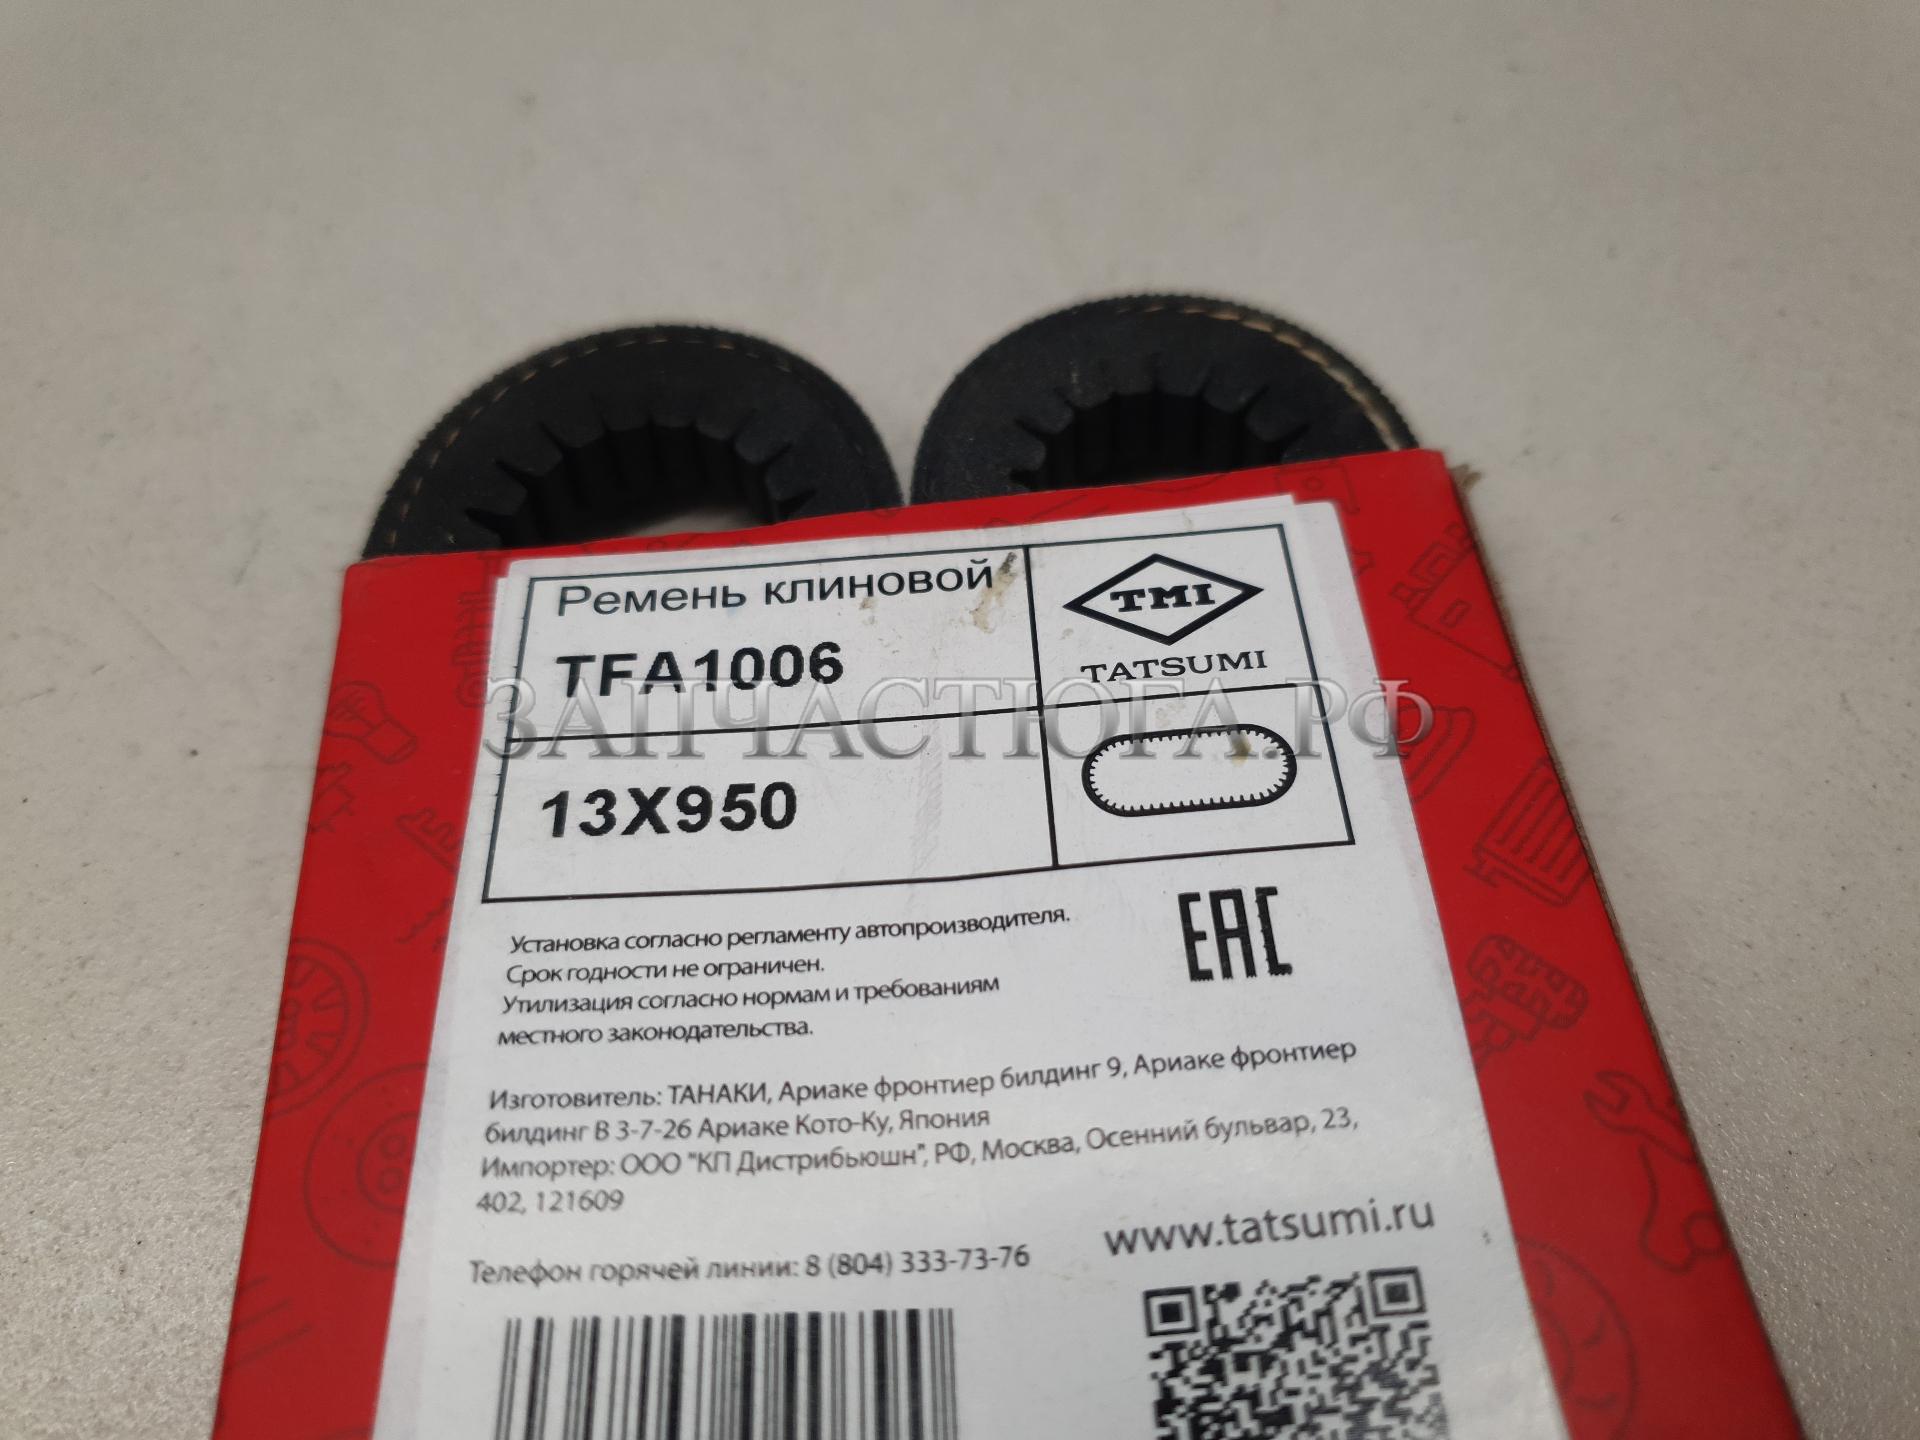 Ремень клиновой
TMI
TFA1006
TATSUMI
ЗАПЧАСТЮГА.РФ
13X950
EAC
Установка согласно регламенту автопроизводителя.
Срок годности не ограничен.
Утилизация согласно нормам и требованиям
местного законодательства.
Изготовитель: ТАНАКИ, Ариаке фронтиер билдинг 9, Ариаке фронтиер
билдинг В 3-7-26 Ариаке Кото-Ку, Япония
Импортер: ООО "КП Дистрибьюшн", РФ, Москва, Осенний бульвар, 23,
402, 121609
www.tatsumi.ru
Телефон горячей линии: 8 (804) 333-73-76